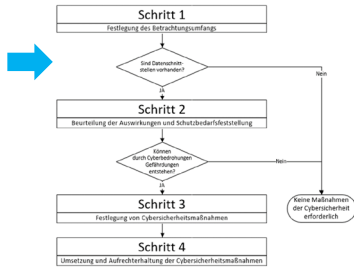 Schritt 1
Festlegung des Betrachtungsumfangs
Sind Datenschnitt-
stellen vorhanden?
Nein
JA
Schritt 2
Beurteilung der Auswirkungen und Schutzbedarfsfeststellung
Können
durch Cyberbedrohungen
Gefährdungen
entstehen?
Nein
JA
Keine Maßnahmen
der Cybersicherheit
erforderlich
Schritt 3
Festlegung von Cybersicherheitsmaßnahmen
Schritt 4
Umsetzung und Aufrechterhaltung der Cybersicherheitsmaßnahmen